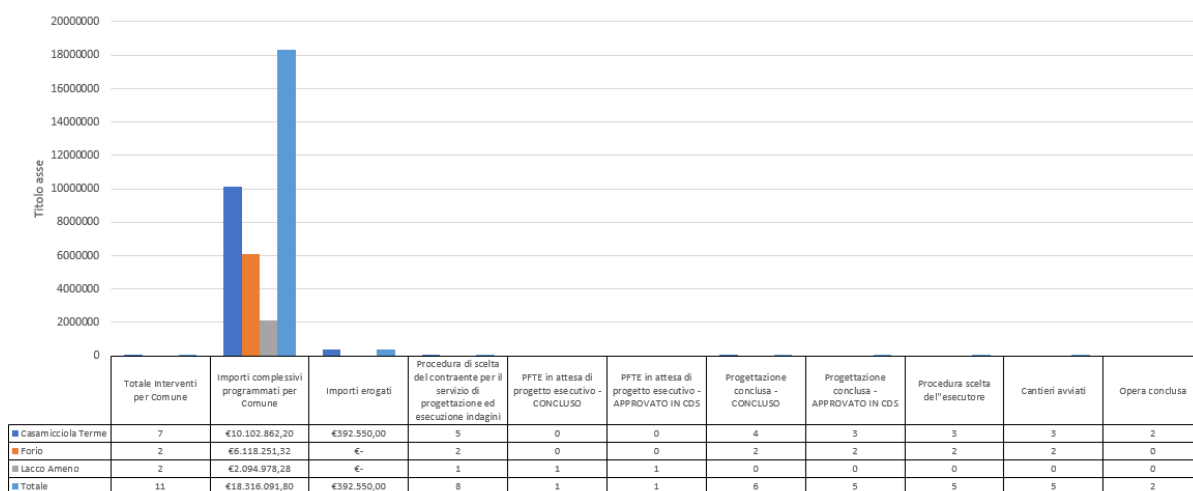 20000000
18000000
16000000
14000000
12000000
10000000
8000000
6000000
4000000
2000000
0
Titolo asse
Totale Interventi
per Comune
Importi complessivi
programmati per
Comune
Importi erogati
Procedura di scelta
del contraente per il
servizio di
progettazione ed
esecuzione indagini
PFTE in attesa di
progetto esecutivo -
CONCLUSO
PFTE in attesa di
progetto esecutivo -
APPROVATO IN CDS
Progettazione
conclusa -
CONCLUSO
Progettazione
conclusa -
APPROVATO IN CDS
Procedura scelta
del"esecutore
Cantieri avviati
Opera conclusa
Casamicciola Terme 7 €10.102.862,20 €392.550,00 5 0 0 4 3 3 3 2
Forio 2 €6.118.251,32 €- 2 0 0 2 2 2 2 0
Lacco Ameno 2 €2.094.978,28 €- 1 1 1 0 0 0 0 0
Totale 11 €18.316.091,80 €392.550,00 8 1 1 6 5 5 5 2